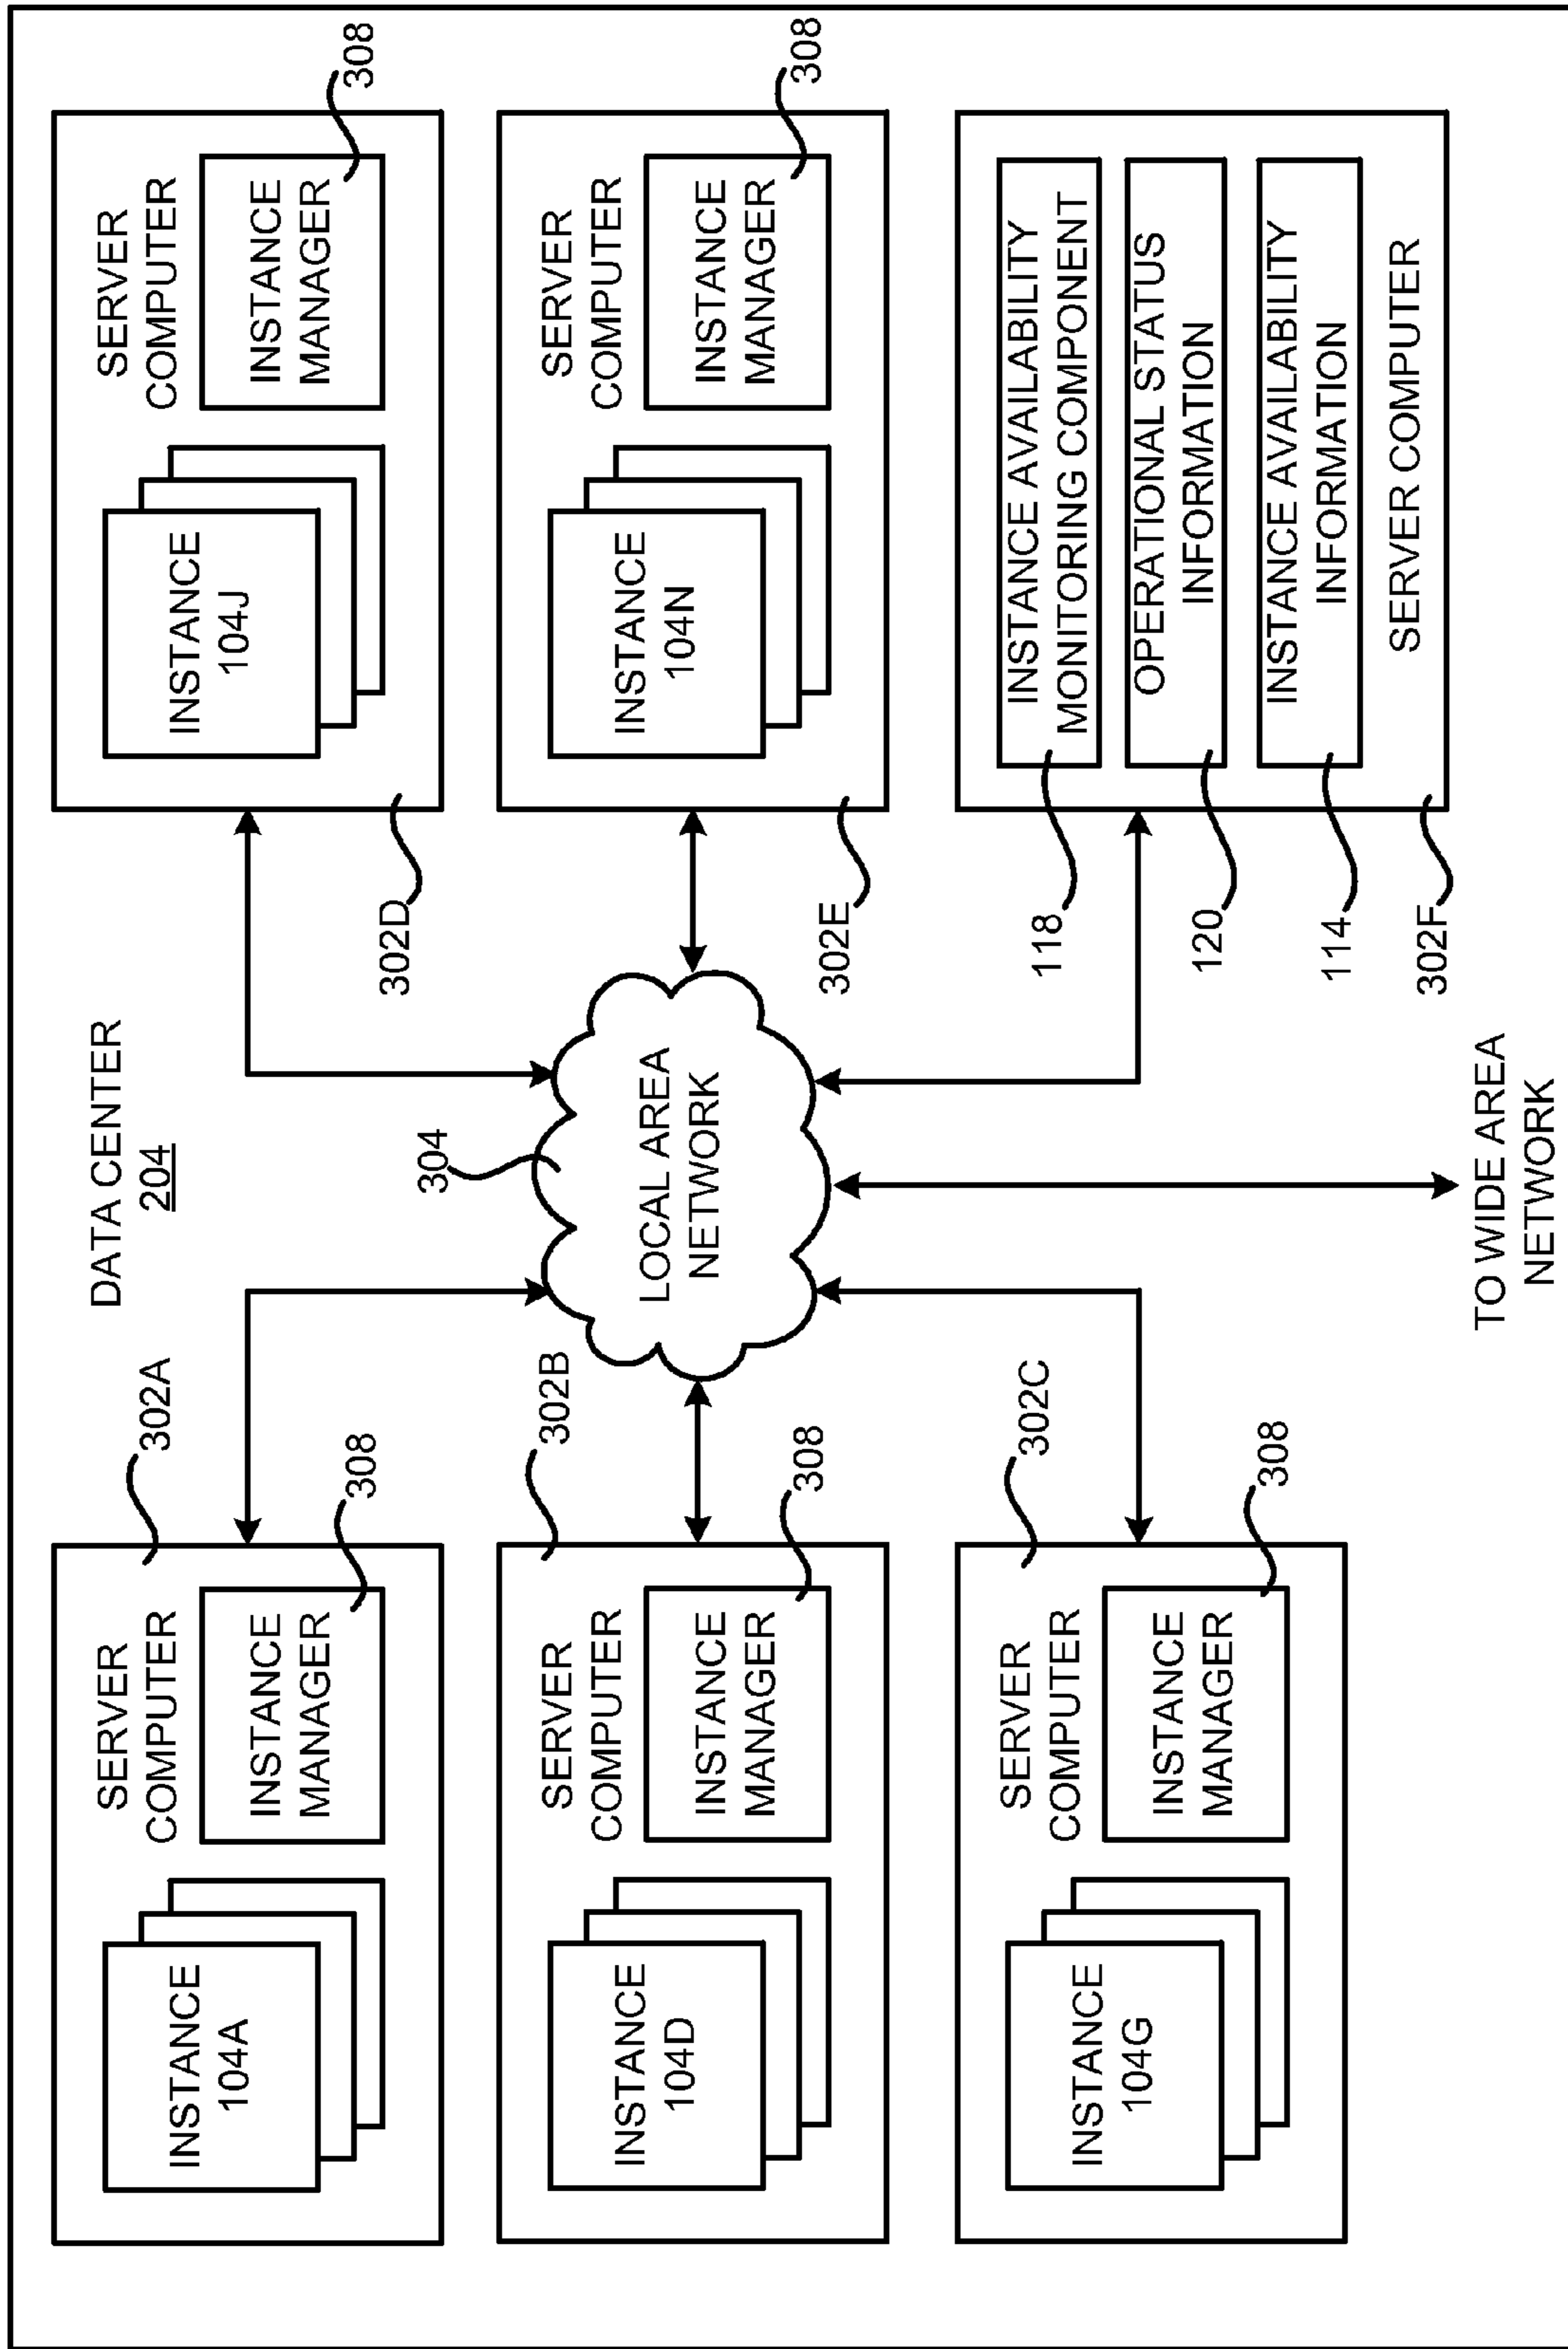 DATA CENTER
204
302A
SERVER
COMPUTER
INSTANCE
104A
INSTANCE
MANAGER
308
302B
SERVER
COMPUTER
INSTANCE
104D
INSTANCE
MANAGER
308
302C
SERVER
COMPUTER
INSTANCE
104G
INSTANCE
MANAGER
308
304
LOCAL AREA
NETWORK
TO WIDE AREA
NETWORK
302D
SERVER
COMPUTER
INSTANCE
104J
INSTANCE
MANAGER
308
302E
SERVER
COMPUTER
INSTANCE
104N
INSTANCE
MANAGER
308
118
INSTANCE AVAILABILITY
MONITORING COMPONENT
120
OPERATIONAL STATUS
INFORMATION
114
INSTANCE AVAILABILITY
INFORMATION
302F
SERVER COMPUTER